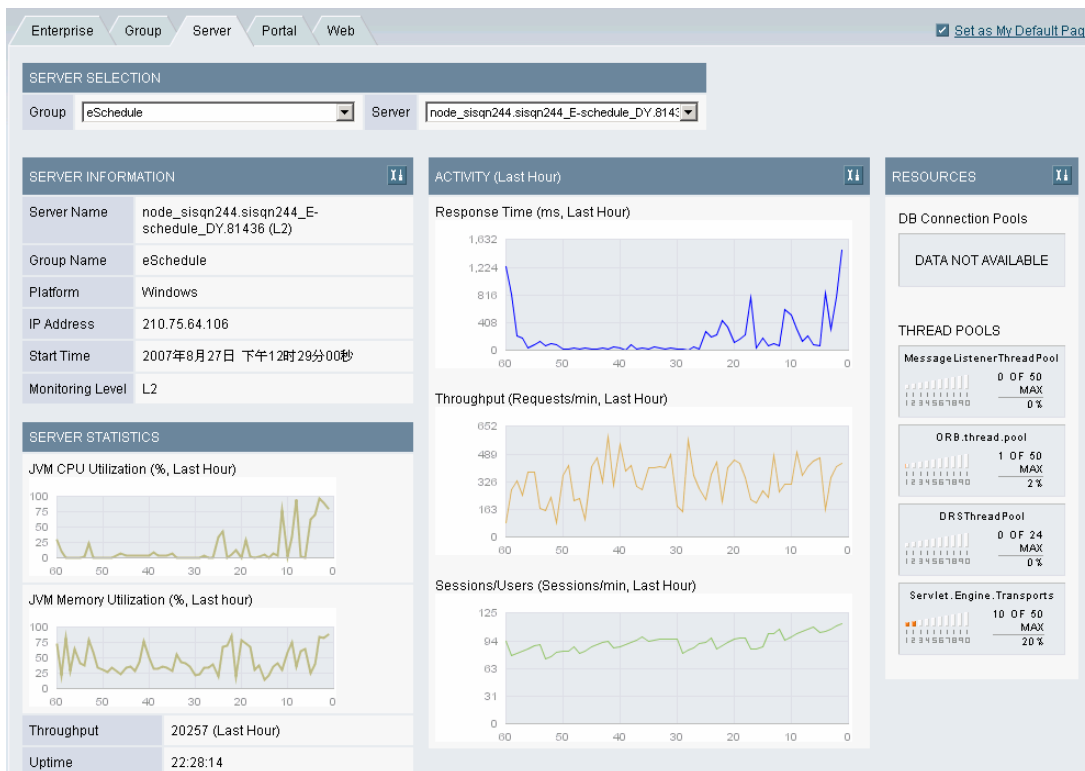 Enterprise Group Server Portal Web Set as My Default Pag
SERVER SELECTION
Group eSchedule Server node_sisqn244.sisqn244_E-schedule_DY.8143
SERVER INFORMATION
Server Name node_sisqn244.sisqn244_E-
schedule_DY.81436 (L2)
Group Name eSchedule
Platform Windows
IP Address 210.75.64.106
Start Time 2007年8月27日 下午12时29分00秒
Monitoring Level L2
SERVER STATISTICS
JVM CPU Utilization (%, Last Hour)
100
75
50
25
0
60 50 40 30 20 10 0
JVM Memory Utilization (%, Last hour)
100
75
50
25
0
60 50 40 30 20 10 0
Throughput 20257 (Last Hour)
Uptime 22:28:14
ACTIVITY (Last Hour)
Response Time (ms, Last Hour)
1,632
1,224
816
408
0
60 50 40 30 20 10 0
Throughput (Requests/min, Last Hour)
652
489
326
163
0
60 50 40 30 20 10 0
Sessions/Users (Sessions/min, Last Hour)
125
94
63
31
0
60 50 40 30 20 10 0
RESOURCES
DB Connection Pools
DATA NOT AVAILABLE
THREAD POOLS
MessageListenerThreadPool
0 OF 50
MAX
1234567890 0%
ORB.thread.pool
1 OF 50
MAX
1234567890 2%
DRSThreadPool
0 OF 24
MAX
1234567890 0%
Servlet.Engine.Transports
10 OF 50
MAX
1234567890 20%